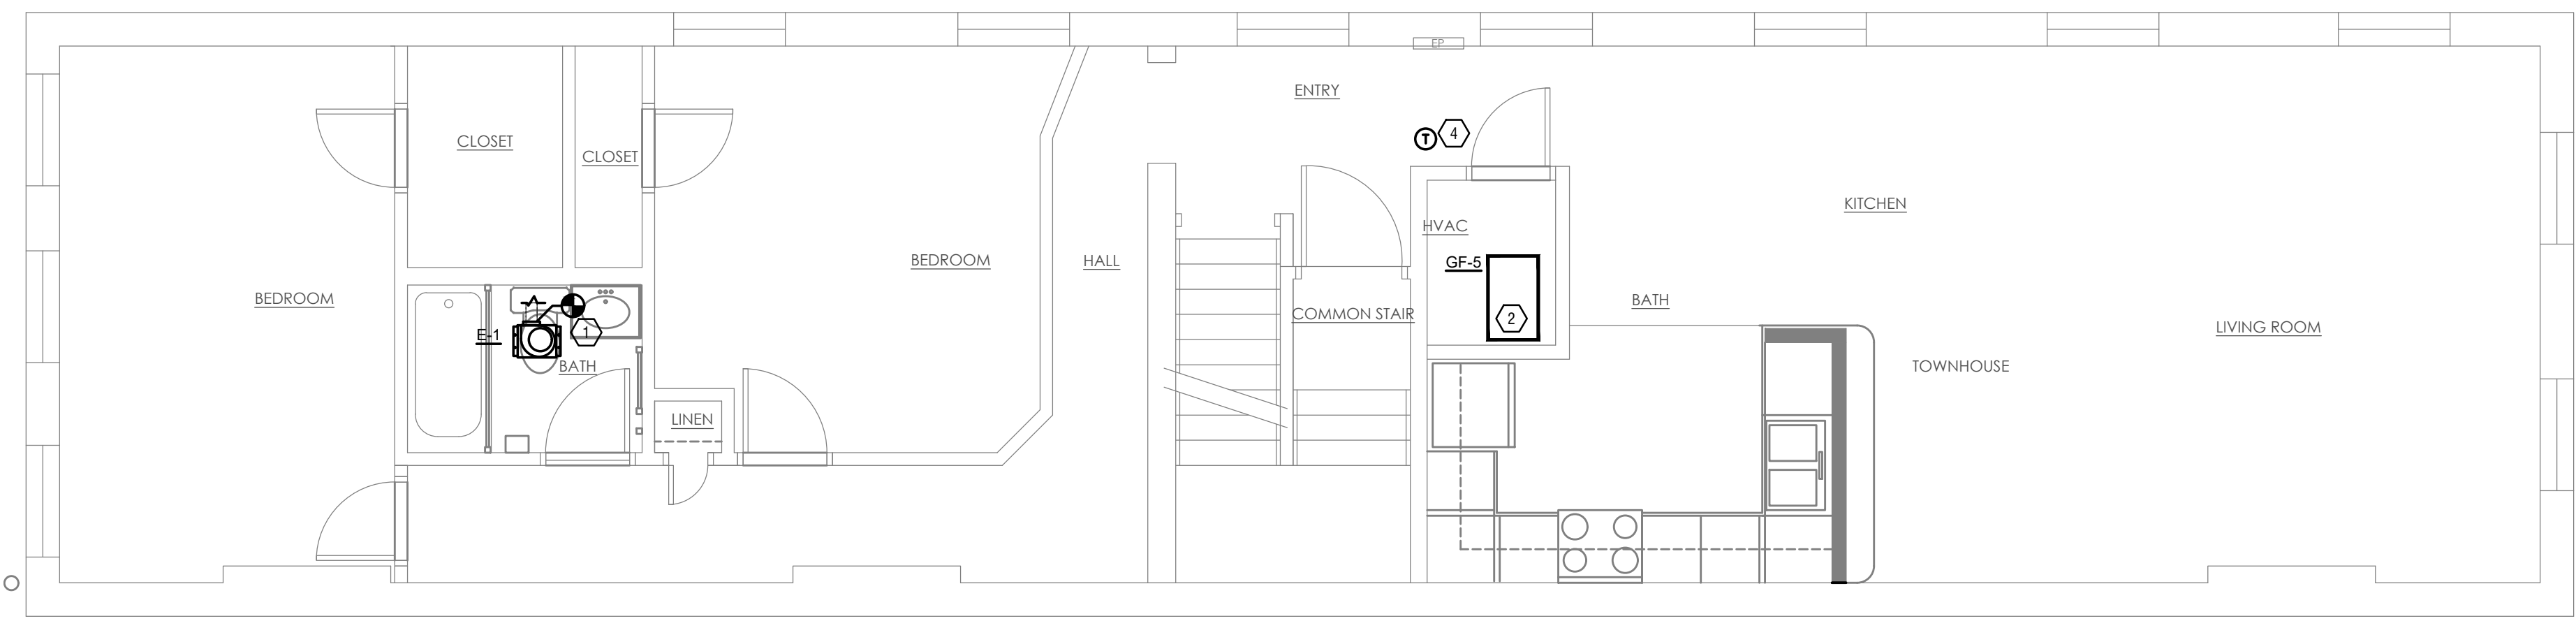 EP
ENTRY
T
4
CLOSET
CLOSET
KITCHEN
HVAC
BEDROOM
HALL
GF-5
BEDROOM
BATH
COMMON STAIR
2
LIVING ROOM
E-1
1
BATH
TOWNHOUSE
LINEN